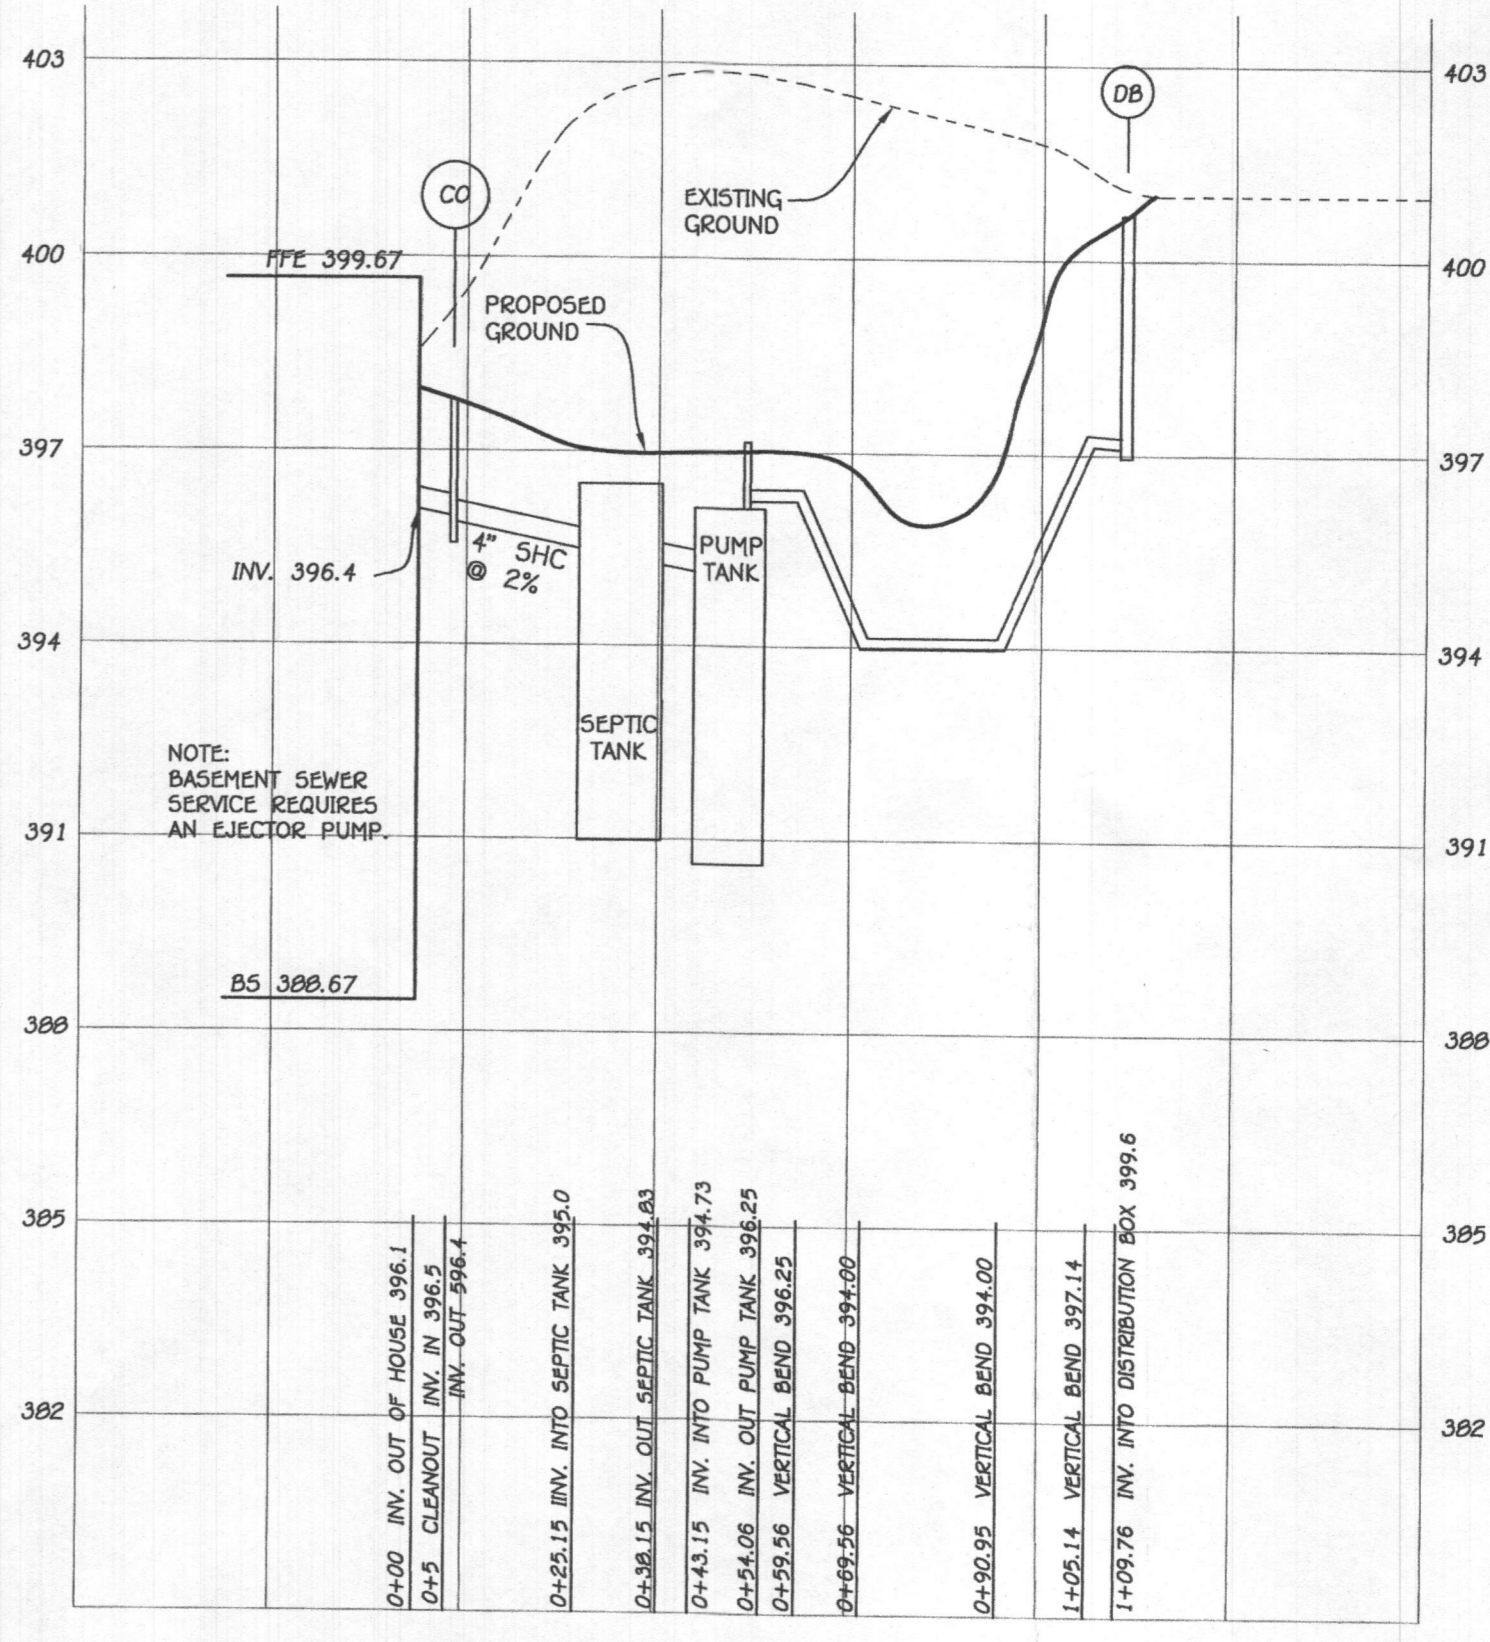 403
403
DB
CO
EXISTING
GROUND
400
400
FFE 399.67
PROPOSED
GROUND
397
397
INV. 396.4
4" SHC
@ 2%
PUMP
TANK
394
394
SEPTIC
TANK
NOTE:
BASEMENT SEWER
SERVICE REQUIRES
AN EJECTOR PUMP.
391
391
BS 388.67
388
388
385
385
382
382
0+00 INV. OUT OF HOUSE 396.1
0+5 CLEANOUT INV. IN 396.5
INV. OUT 596.4
0+25.15 IINV. INTO SEPTIC TANK 395.0
0+38.15 INV. OUT SEPTIC TANK 394.83
0+43.15 INV. INTO PUMP TANK 394.73
0+54.06 INV. OUT PUMP TANK 396.25
0+59.56 VERTICAL BEND 396.25
0+69.56 VERTICAL BEND 394.00
0+90.95 VERTICAL BEND 394.00
1+05.14 VERTICAL BEND 397.14
1+09.76 INV. INTO DISTRIBUTION BOX 399.6